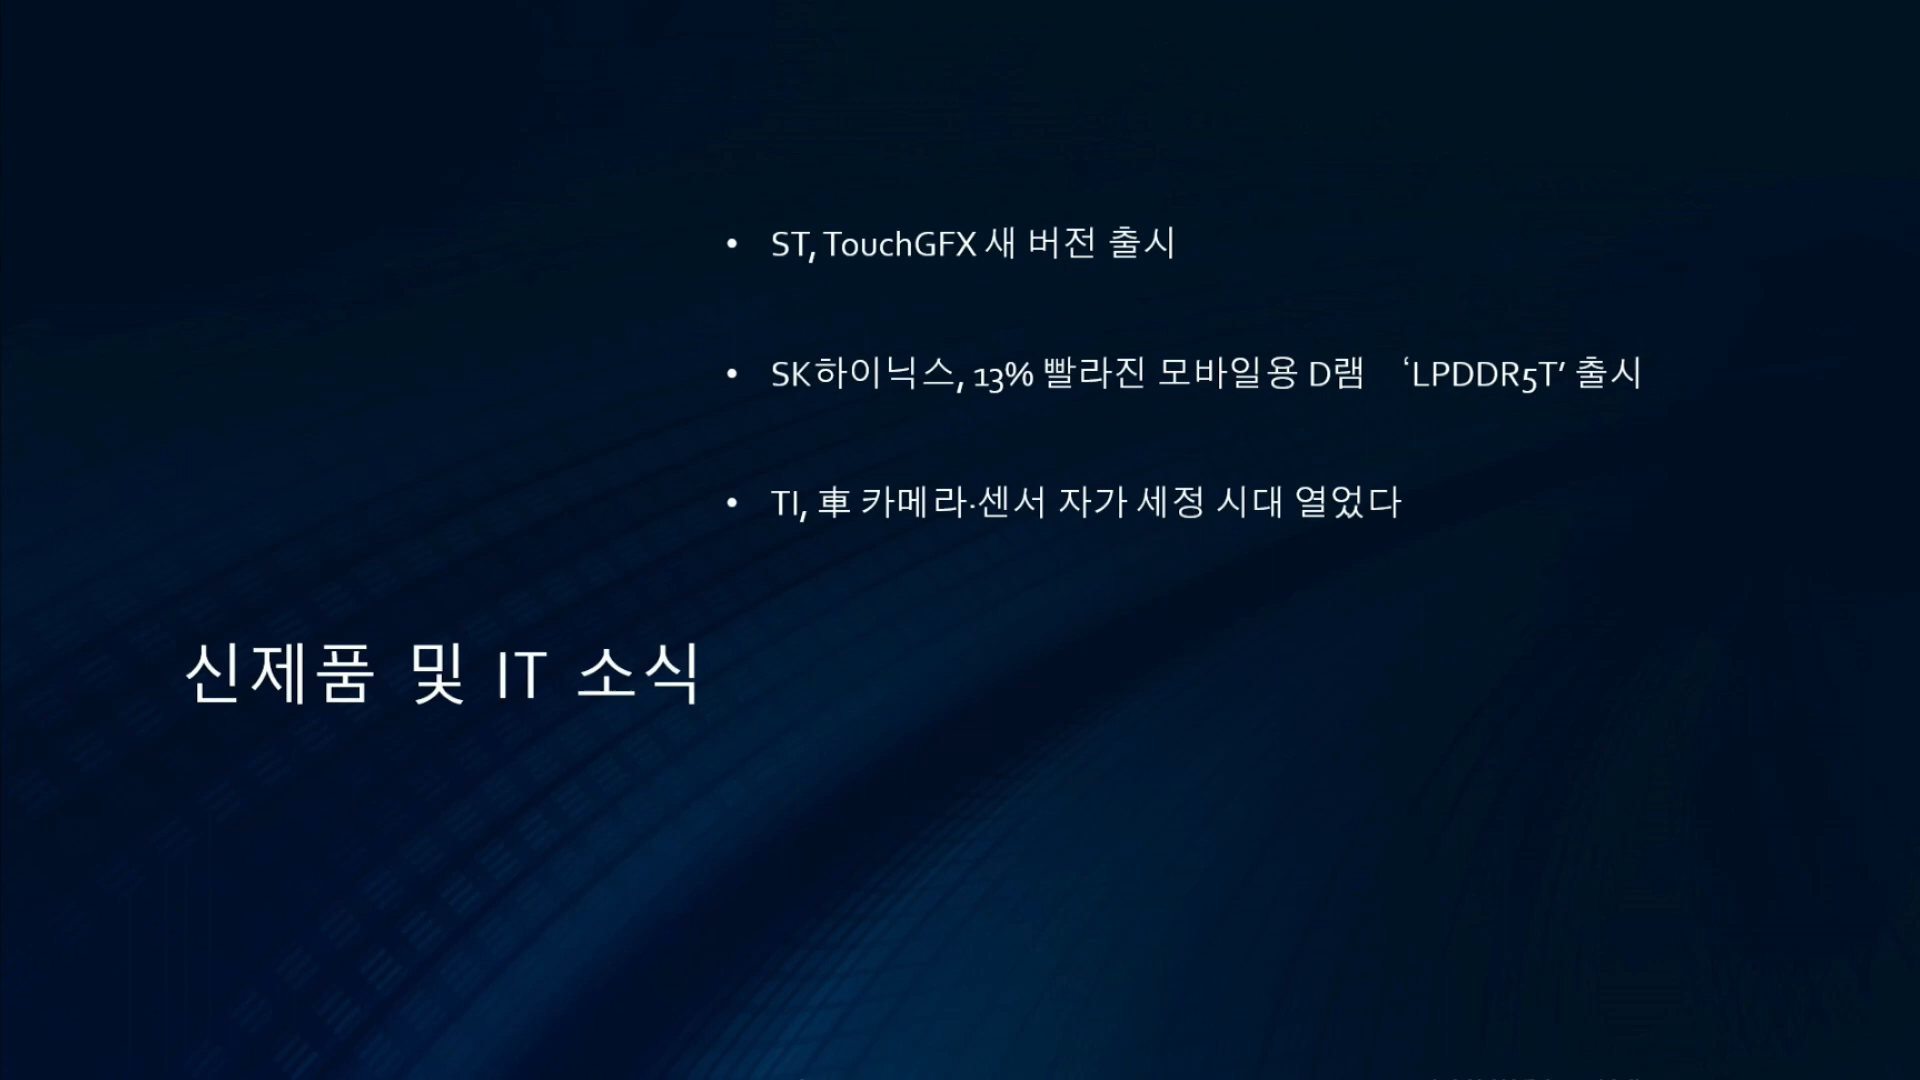 • ST, TouchGFX 새 버전 출시
• SK하이닉스, 13% 빨라진 모바일용 D램 ‘LPDDR5T’ 출시
• TI, 車 카메라·센서 자가 세정 시대 열었다
신제품 및 IT 소식